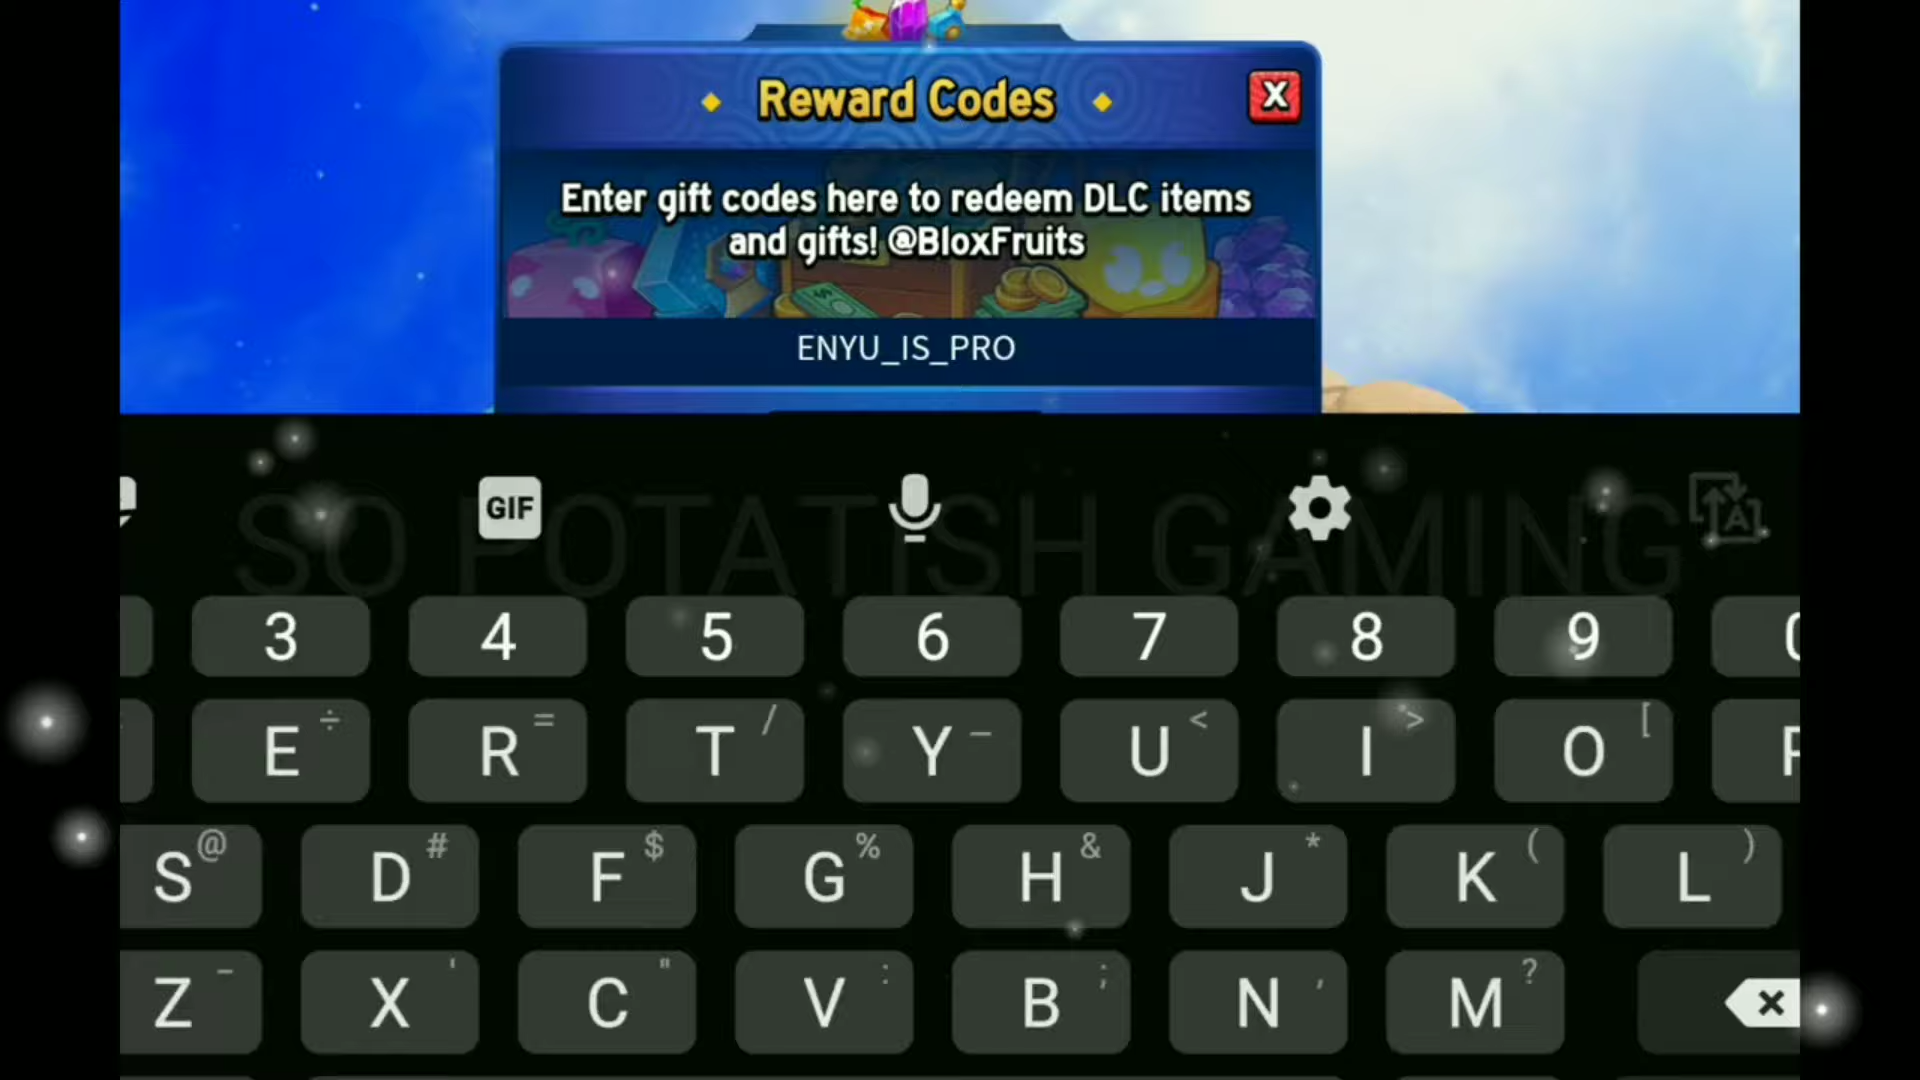 Reward Codes
X
Enter gift codes here to redeem DLC items
and gifts! @BloxFruits
ENYU_IS_PRO
SO POTATISH GAMING
GIF
A
3 4 5 6 7 8 9
E ÷ R = T / Y _ U < I > O [
S @ D # F $ G % H & J * K ( L )
Z - X ' C " V : B ; N , M ?